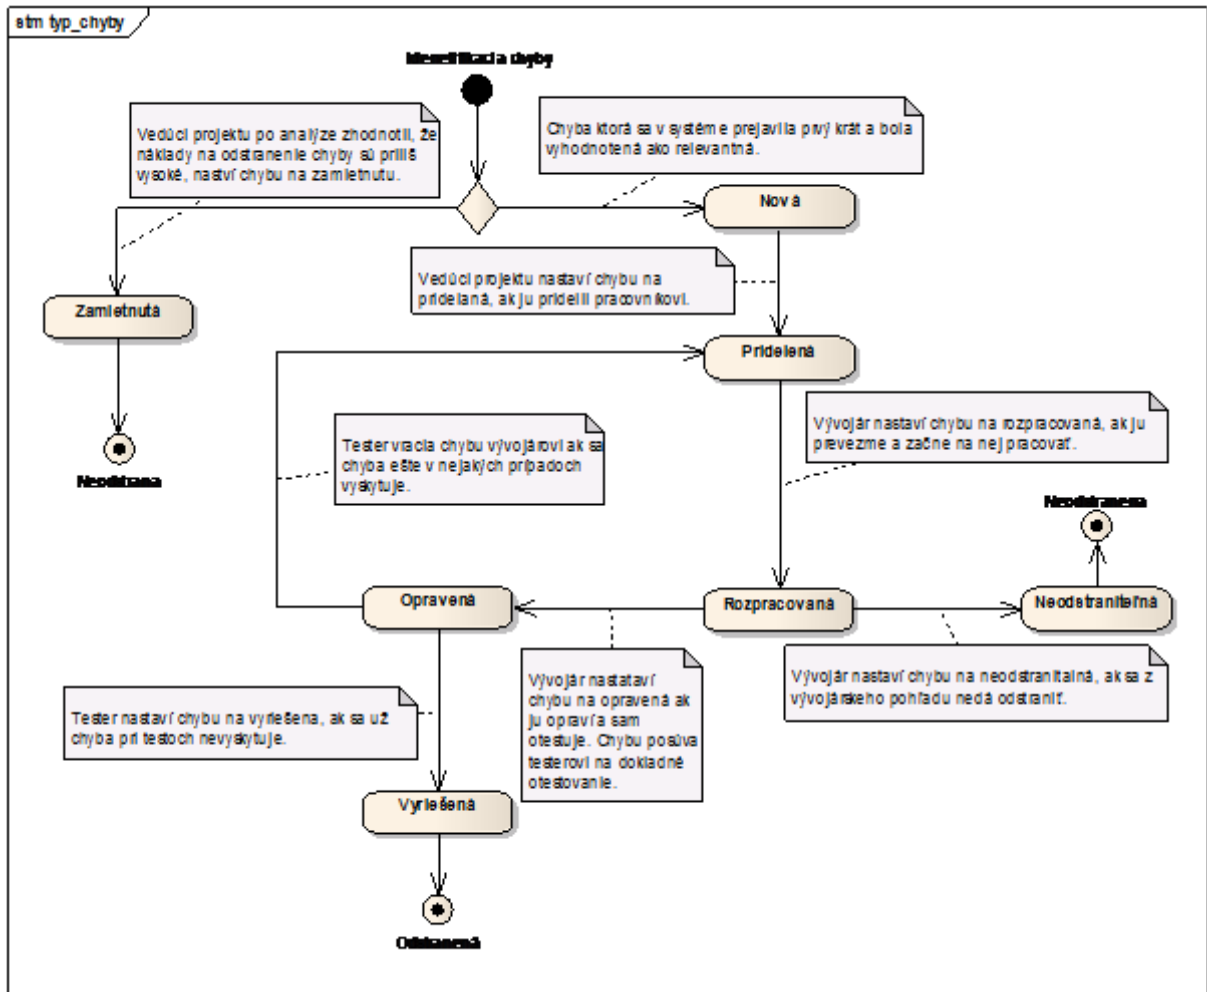 stm typ_chyby
Vedúci projektu po analýze zhodnotil, že
náklady na odstranenie chyby sú príliš
vysoké, naství chybu na zamietnutu.
Chyba ktorá sa v systéme prejavila prvý krát a bola
vyhodnotená ako relevantná.
Nová
Vedúci projektu nastaví chybu na
pridelaná, ak ju pridelil pracovníkovi.
Zamietnutá
Pridelená
Vývojár nastaví chybu na rozpracovaná, ak ju
prevezme a začne na nej pracovať.
Tester vracia chybu vývojárovi ak sa
chyba ešte v nejakých prípadoch
vyskytuje.
Opravená
Rozpracovaná
Neodstraniteľná
Vývojár nastataví
chybu na opravená ak
ju opraví a sam
otestuje. Chybu posúva
testerovi na dokladné
otestovanie.
Vývojár nastaví chybu na neodstranitalná, ak sa z
vývojárskeho pohľadu nedá odstraniť.
Tester nastaví chybu na vyriešena, ak sa už
chyba pri testoch nevyskytuje.
Vyriešená